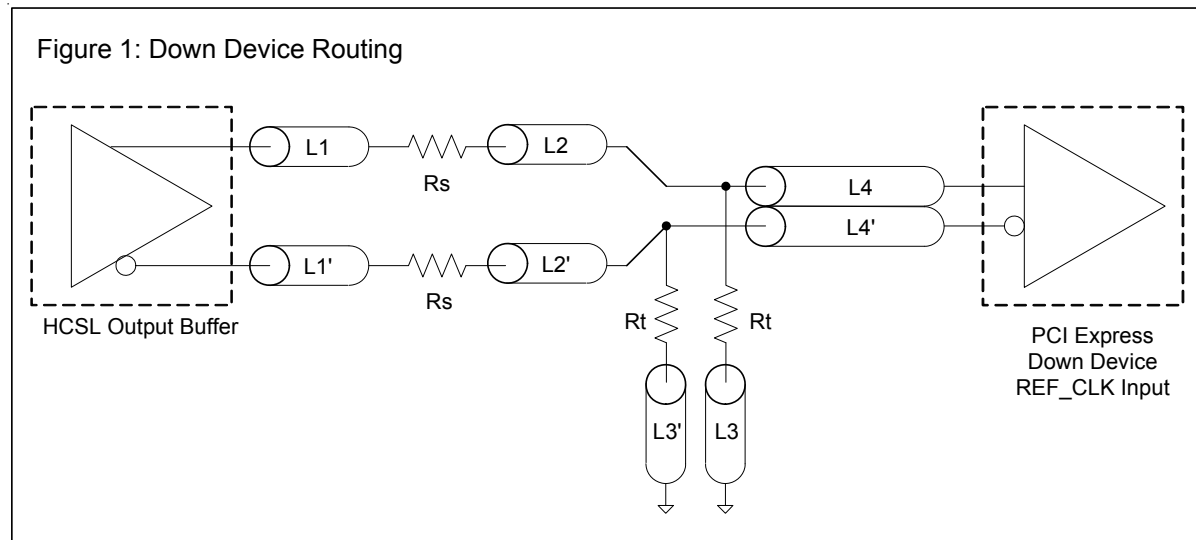 Figure 1: Down Device Routing
L1
Rs
L2
L4
L1'
Rs
L2'
L4'
HCSL Output Buffer
Rt
Rt
L3'
L3
PCI Express
Down Device
REF_CLK Input